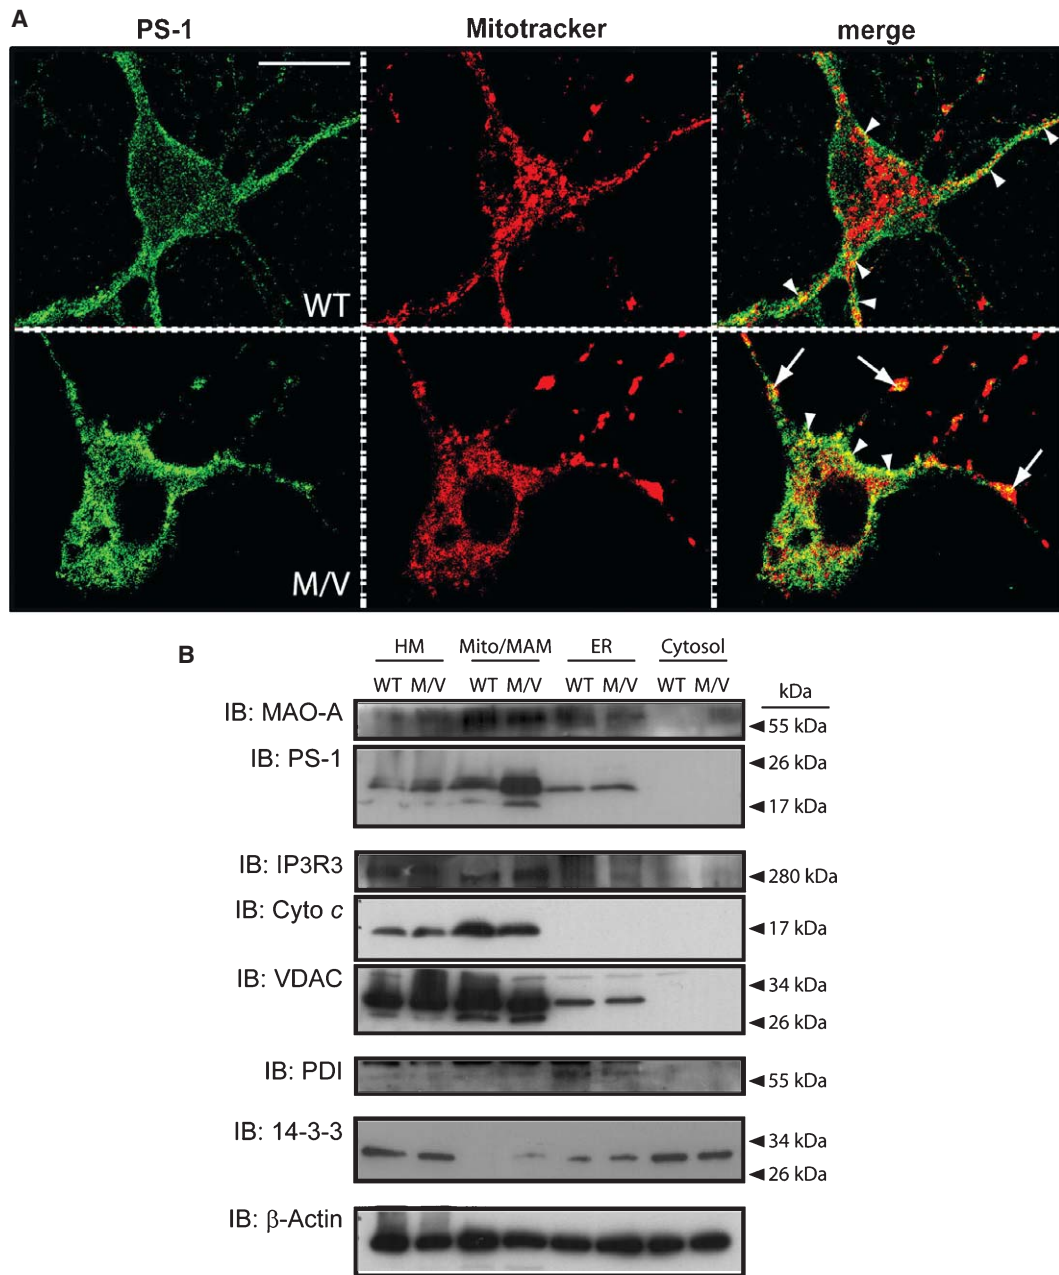 A
PS-1 Mitotracker merge
WT
M/V
B
HM Mito/MAM ER Cytosol
WT M/V WT M/V WT M/V WT M/V kDa
IB: MAO-A 55 kDa
IB: PS-1 26 kDa
17 kDa
IB: IP3R3 280 kDa
IB: Cyto c 17 kDa
IB: VDAC 34 kDa
26 kDa
IB: PDI 55 kDa
IB: 14-3-3 34 kDa
26 kDa
IB: β-Actin